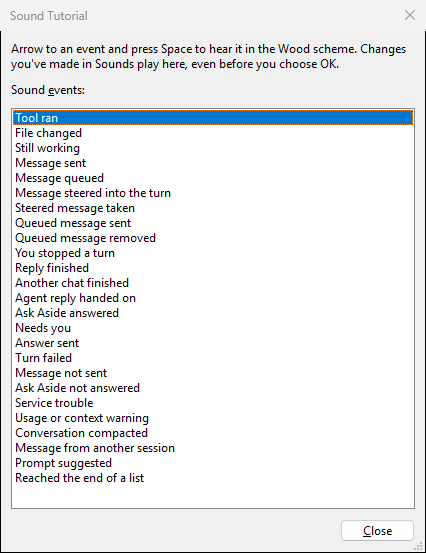 Sound Tutorial
Arrow to an event and press Space to hear it in the Wood scheme. Changes
you've made in Sounds play here, even before you choose OK.
Sound events:
Tool ran
File changed
Still working
Message sent
Message queued
Message steered into the turn
Steered message taken
Queued message sent
Queued message removed
You stopped a turn
Reply finished
Another chat finished
Agent reply handed on
Ask Aside answered
Needs you
Answer sent
Turn failed
Message not sent
Ask Aside not answered
Service trouble
Usage or context warning
Conversation compacted
Message from another session
Prompt suggested
Reached the end of a list
Close